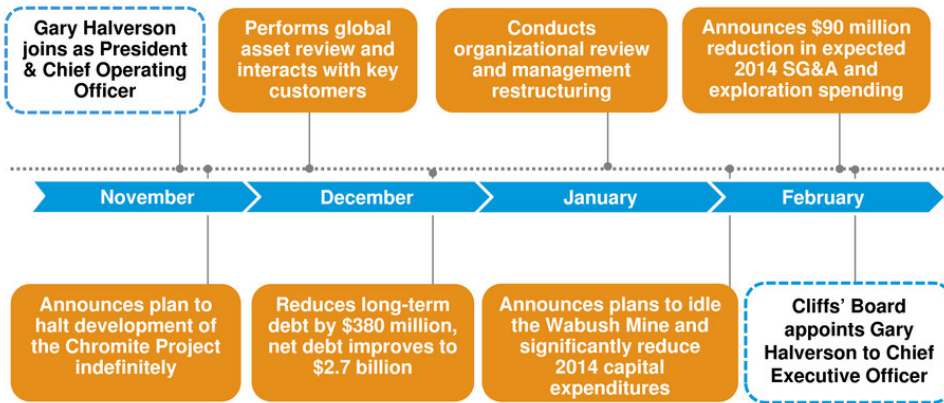 Gary Halverson
joins as President
& Chief Operating
Officer
Performs global
asset review and
interacts with key
customers
Conducts
organizational review
and management
restructuring
Announces $90 million
reduction in expected
2014 SG&A and
exploration spending
November
December
January
February
Announces plan to
halt development of
the Chromite Project
indefinitely
Reduces long-term
debt by $380 million,
net debt improves to
$2.7 billion
Announces plans to idle
the Wabush Mine and
significantly reduce
2014 capital
expenditures
Cliffs' Board
appoints Gary
Halverson to Chief
Executive Officer